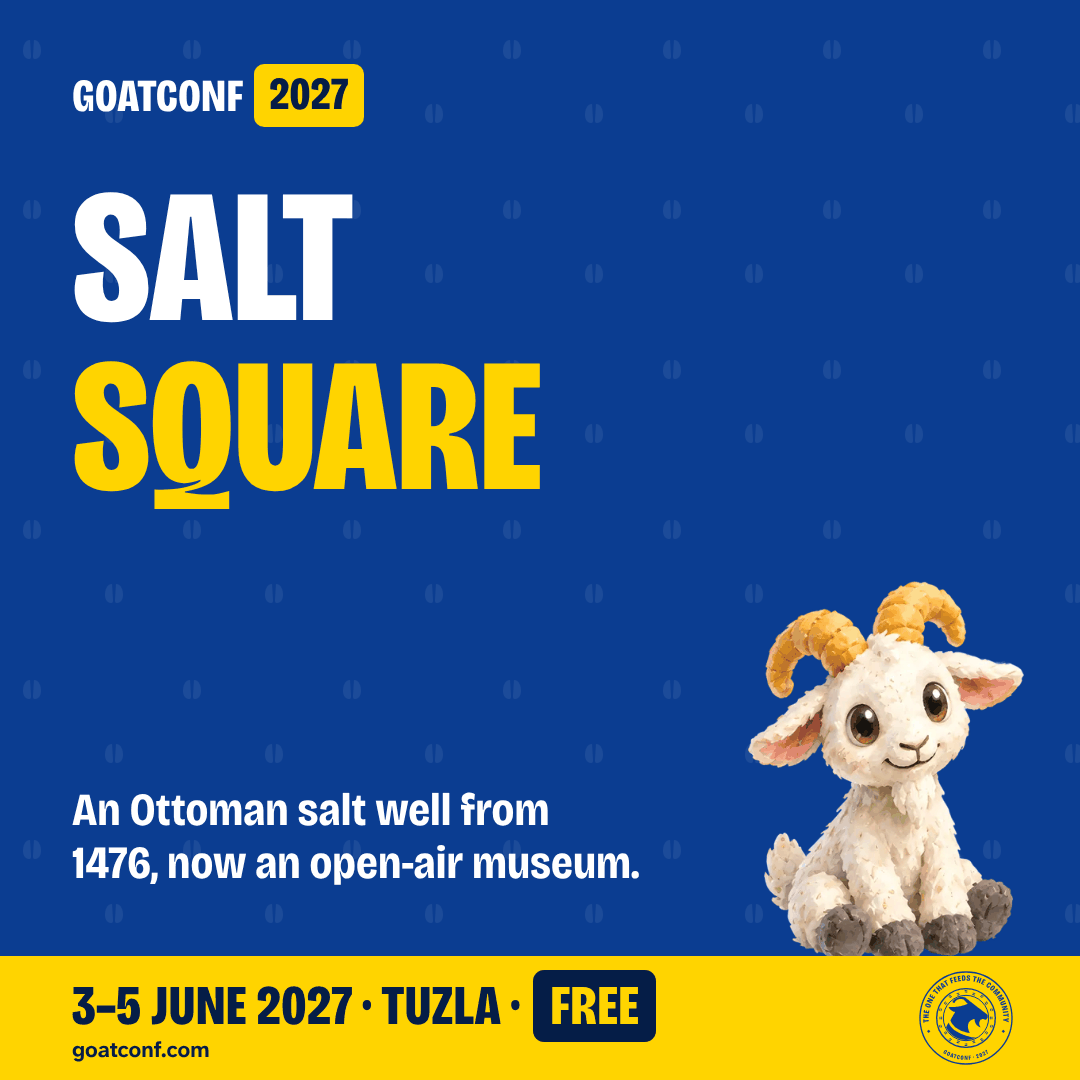 GOATCONF 2027
SALT
SQUARE
An Ottoman salt well from
1476, now an open-air museum.
3–5 JUNE 2027 · TUZLA · FREE
goatconf.com
THE ONE THAT FEEDS THE COMMUNITY
GOATCONF · 2027